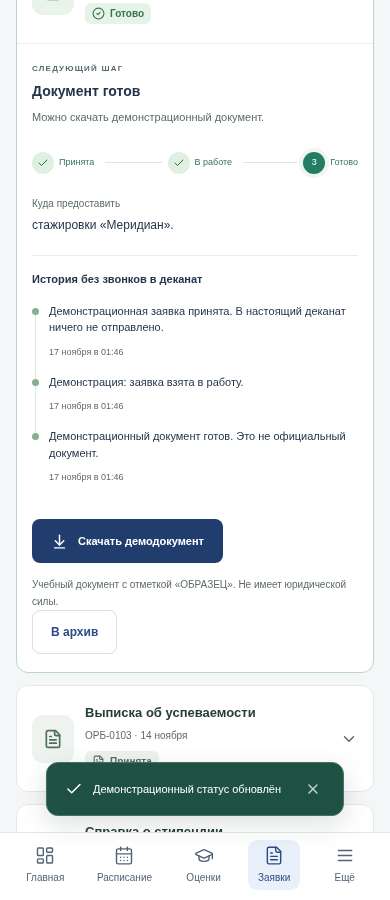 Готово
СЛЕДУЮЩИЙ ШАГ
Документ готов
Можно скачать демонстрационный документ.
Принята
В работе
3
Готово
Куда предоставить
стажировки «Меридиан».
История без звонков в деканат
Демонстрационная заявка принята. В настоящий деканат
ничего не отправлено.
17 ноября в 01:46
Демонстрация: заявка взята в работу.
17 ноября в 01:46
Демонстрационный документ готов. Это не официальный
документ.
17 ноября в 01:46
Скачать демодокумент
Учебный документ с отметкой «ОБРАЗЕЦ». Не имеет юридической
силы.
В архив
Выписка об успеваемости
ОРБ-0103 · 14 ноября
Принята
Демонстрационный статус обновлён
Справка о стипендии
Главная
Расписание
Оценки
Заявки
Ещё